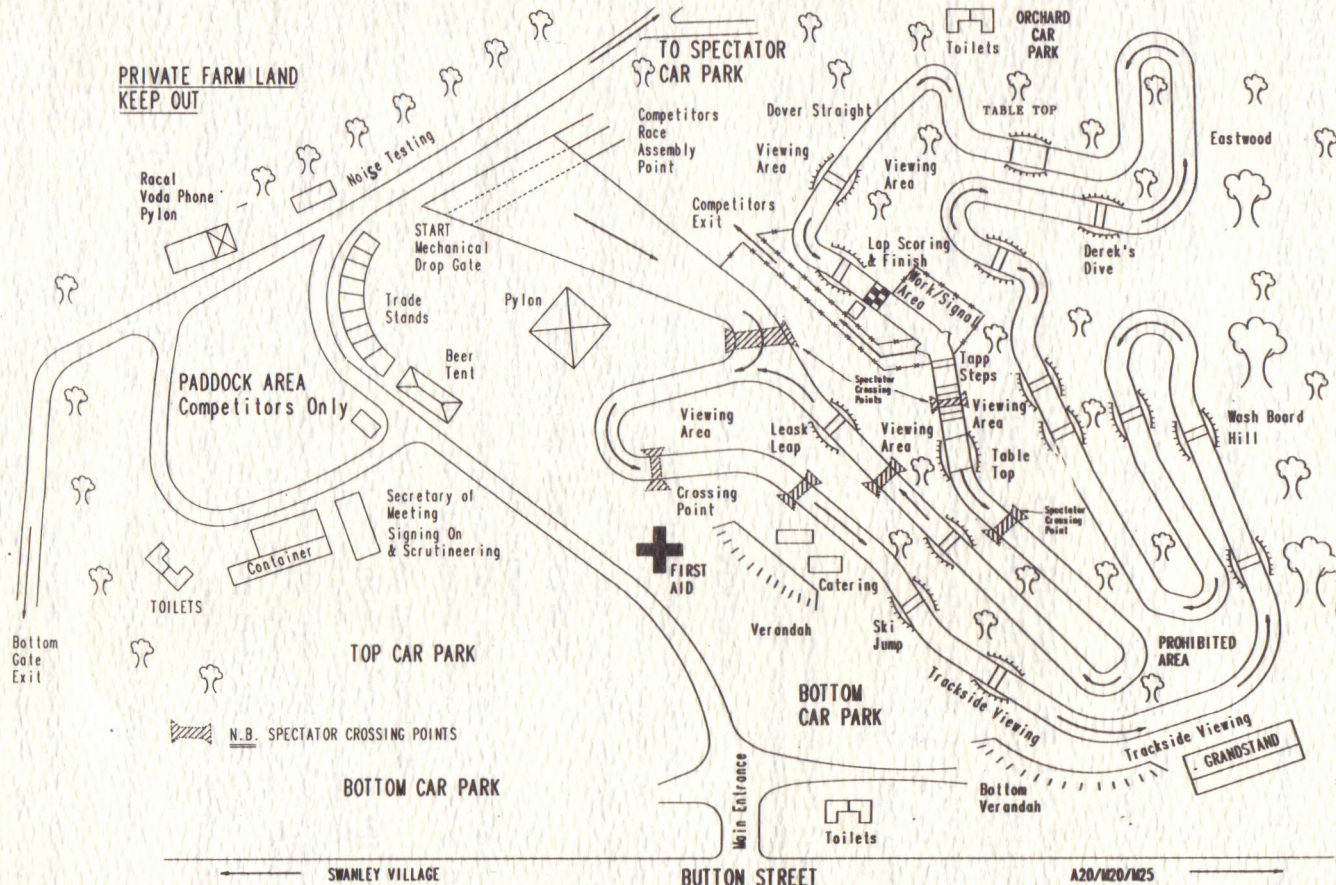 PRIVATE FARM LAND
KEEP OUT
TO SPECTATOR
CAR PARK
Toilets
ORCHARD
CAR
PARK
Noise Testing
Racal
Voda Phone
Pylon
Competitors
Race
Assembly
Point
Dover Straight
Viewing
Area
Viewing
Area
TABLE TOP
Eastwood
Competitors
Exit
START
Mechanical
Drop Gate
Trade
Stands
Pylon
Beer
Tent
Lap Scoring
& Finish
Work/Signal
Area
Derek's
Dive
PADDOCK AREA
Competitors Only
Spectator
Crossing
Points
Tapp
Steps
Viewing
Area
Viewing
Area
Leask
Leap
Viewing
Area
Table
Top
Wash Board
Hill
Crossing
Point
Spectator
Crossing
Point
Secretary of
Meeting
Signing On
& Scrutineering
Container
TOILETS
FIRST
AID
Catering
Verandah
Ski
Jump
PROHIBITED
AREA
Bottom
Gate
Exit
TOP CAR PARK
BOTTOM
CAR PARK
Trackside Viewing
Trackside Viewing
GRANDSTAND
N.B. SPECTATOR CROSSING POINTS
BOTTOM CAR PARK
Main Entrance
Bottom
Verandah
Toilets
SWANLEY VILLAGE
BUTTON STREET
A20/M20/M25